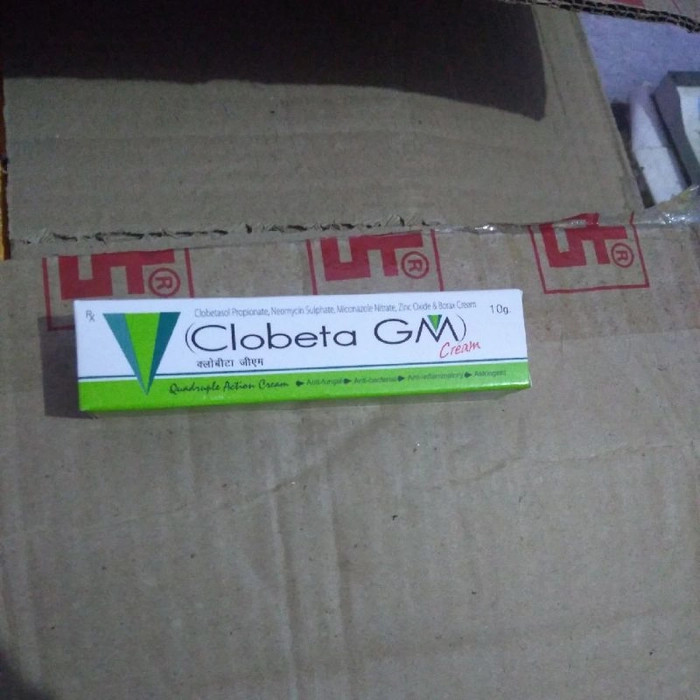 Rx
Clobetasol Propionate, Neomycin Sulphate, Miconazole Nitrate, Zinc Oxide & Borax Cream
10g.
(Clobeta GM)
Cream
क्लोबीटा जीएम
Quadruple Action Cream Anti-fungal Anti-bacterial Anti-inflammatory Astringent